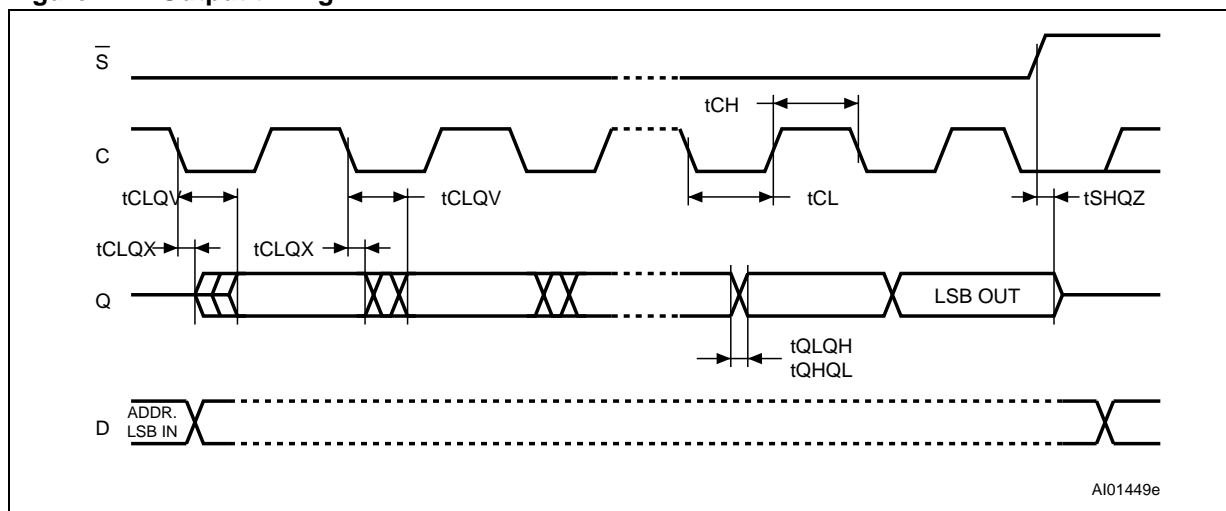 S
tCH
C
tCLQV
tCLQV
tCL
tSHQZ
tCLQX
tCLQX
Q
LSB OUT
tQLQH
tQHQL
ADDR.
D
LSB IN
AI01449e